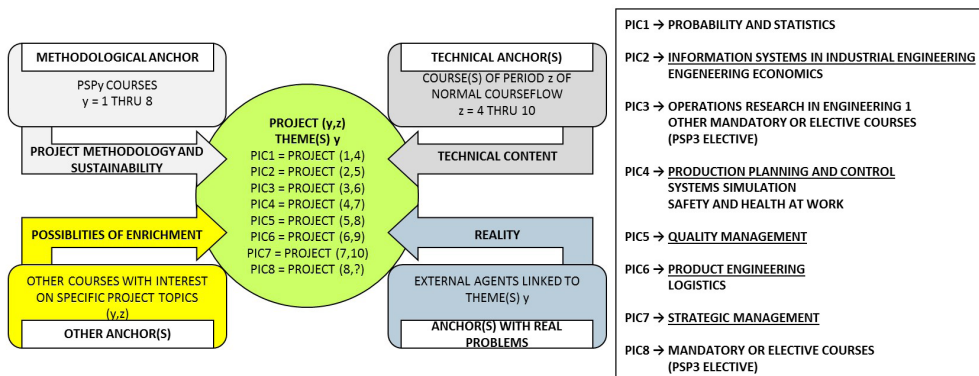 METHODOLOGICAL ANCHOR
PSPy COURSES
y = 1 THRU 8
PROJECT METHODOLOGY AND
SUSTAINABILITY
TECHNICAL ANCHOR(S)
COURSE(S) OF PERIOD z OF
NORMAL COURSEFLOW
z = 4 THRU 10
TECHNICAL CONTENT
PROJECT (y,z)
THEME(S) y
PIC1 = PROJECT (1,4)
PIC2 = PROJECT (2,5)
PIC3 = PROJECT (3,6)
PIC4 = PROJECT (4,7)
PIC5 = PROJECT (5,8)
PIC6 = PROJECT (6,9)
PIC7 = PROJECT (7,10)
PIC8 = PROJECT (8,?)
POSSIBLITIES OF ENRICHMENT
OTHER COURSES WITH INTEREST
ON SPECIFIC PROJECT TOPICS
(y,z)
OTHER ANCHOR(S)
REALITY
EXTERNAL AGENTS LINKED TO
THEME(S) y
ANCHOR(S) WITH REAL
PROBLEMS
PIC1 → PROBABILITY AND STATISTICS
PIC2 → INFORMATION SYSTEMS IN INDUSTRIAL ENGINEERING
ENGENEERING ECONOMICS
PIC3 → OPERATIONS RESEARCH IN ENGINEERING 1
OTHER MANDATORY OR ELECTIVE COURSES
(PSP3 ELECTIVE)
PIC4 → PRODUCTION PLANNING AND CONTROL
SYSTEMS SIMULATION
SAFETY AND HEALTH AT WORK
PIC5 → QUALITY MANAGEMENT
PIC6 → PRODUCT ENGINEERING
LOGISTICS
PIC7 → STRATEGIC MANAGEMENT
PIC8 → MANDATORY OR ELECTIVE COURSES
(PSP3 ELECTIVE)